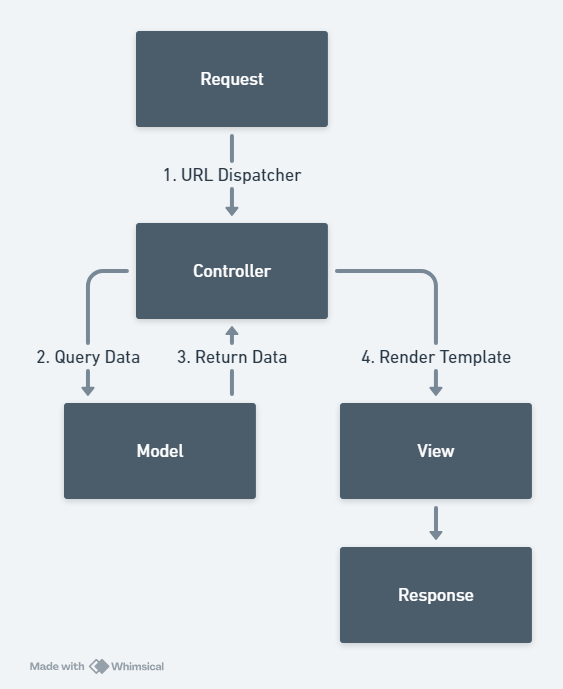 Request
1. URL Dispatcher
Controller
2. Query Data
3. Return Data
4. Render Template
Model
View
Response
Made with Whimsical